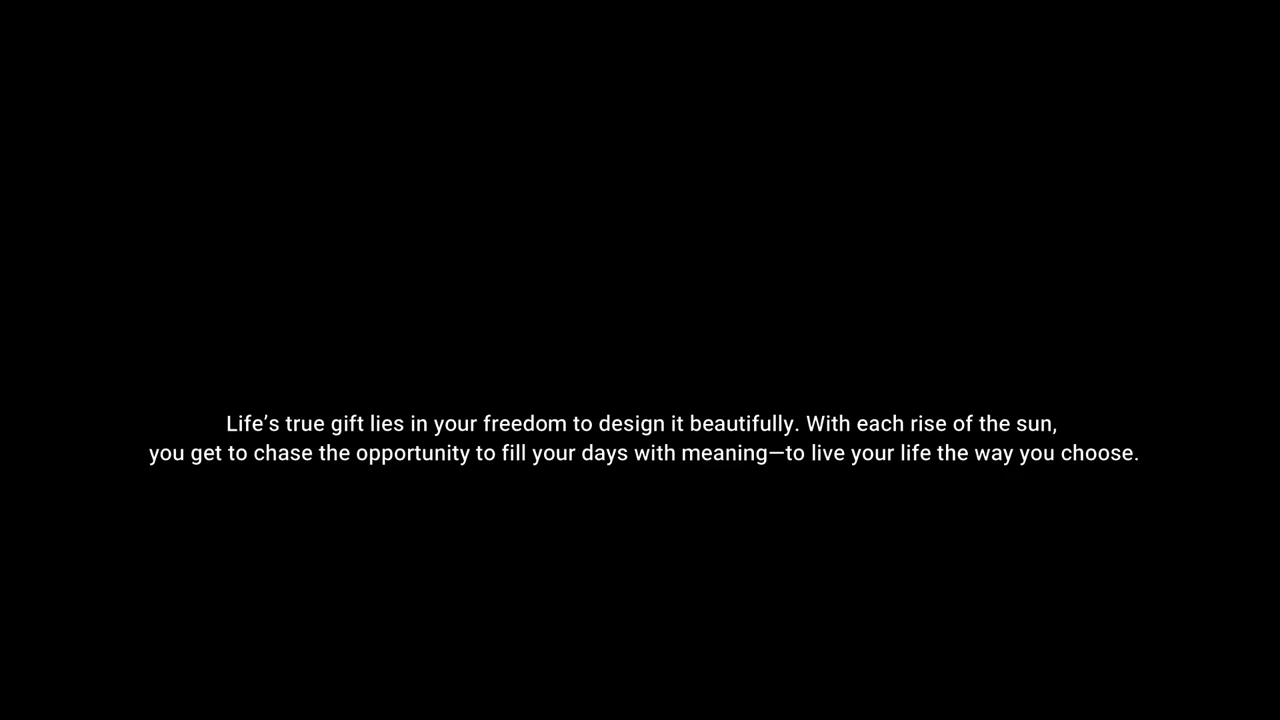 Life’s true gift lies in your freedom to design it beautifully. With each rise of the sun,
you get to chase the opportunity to fill your days with meaning—to live your life the way you choose.